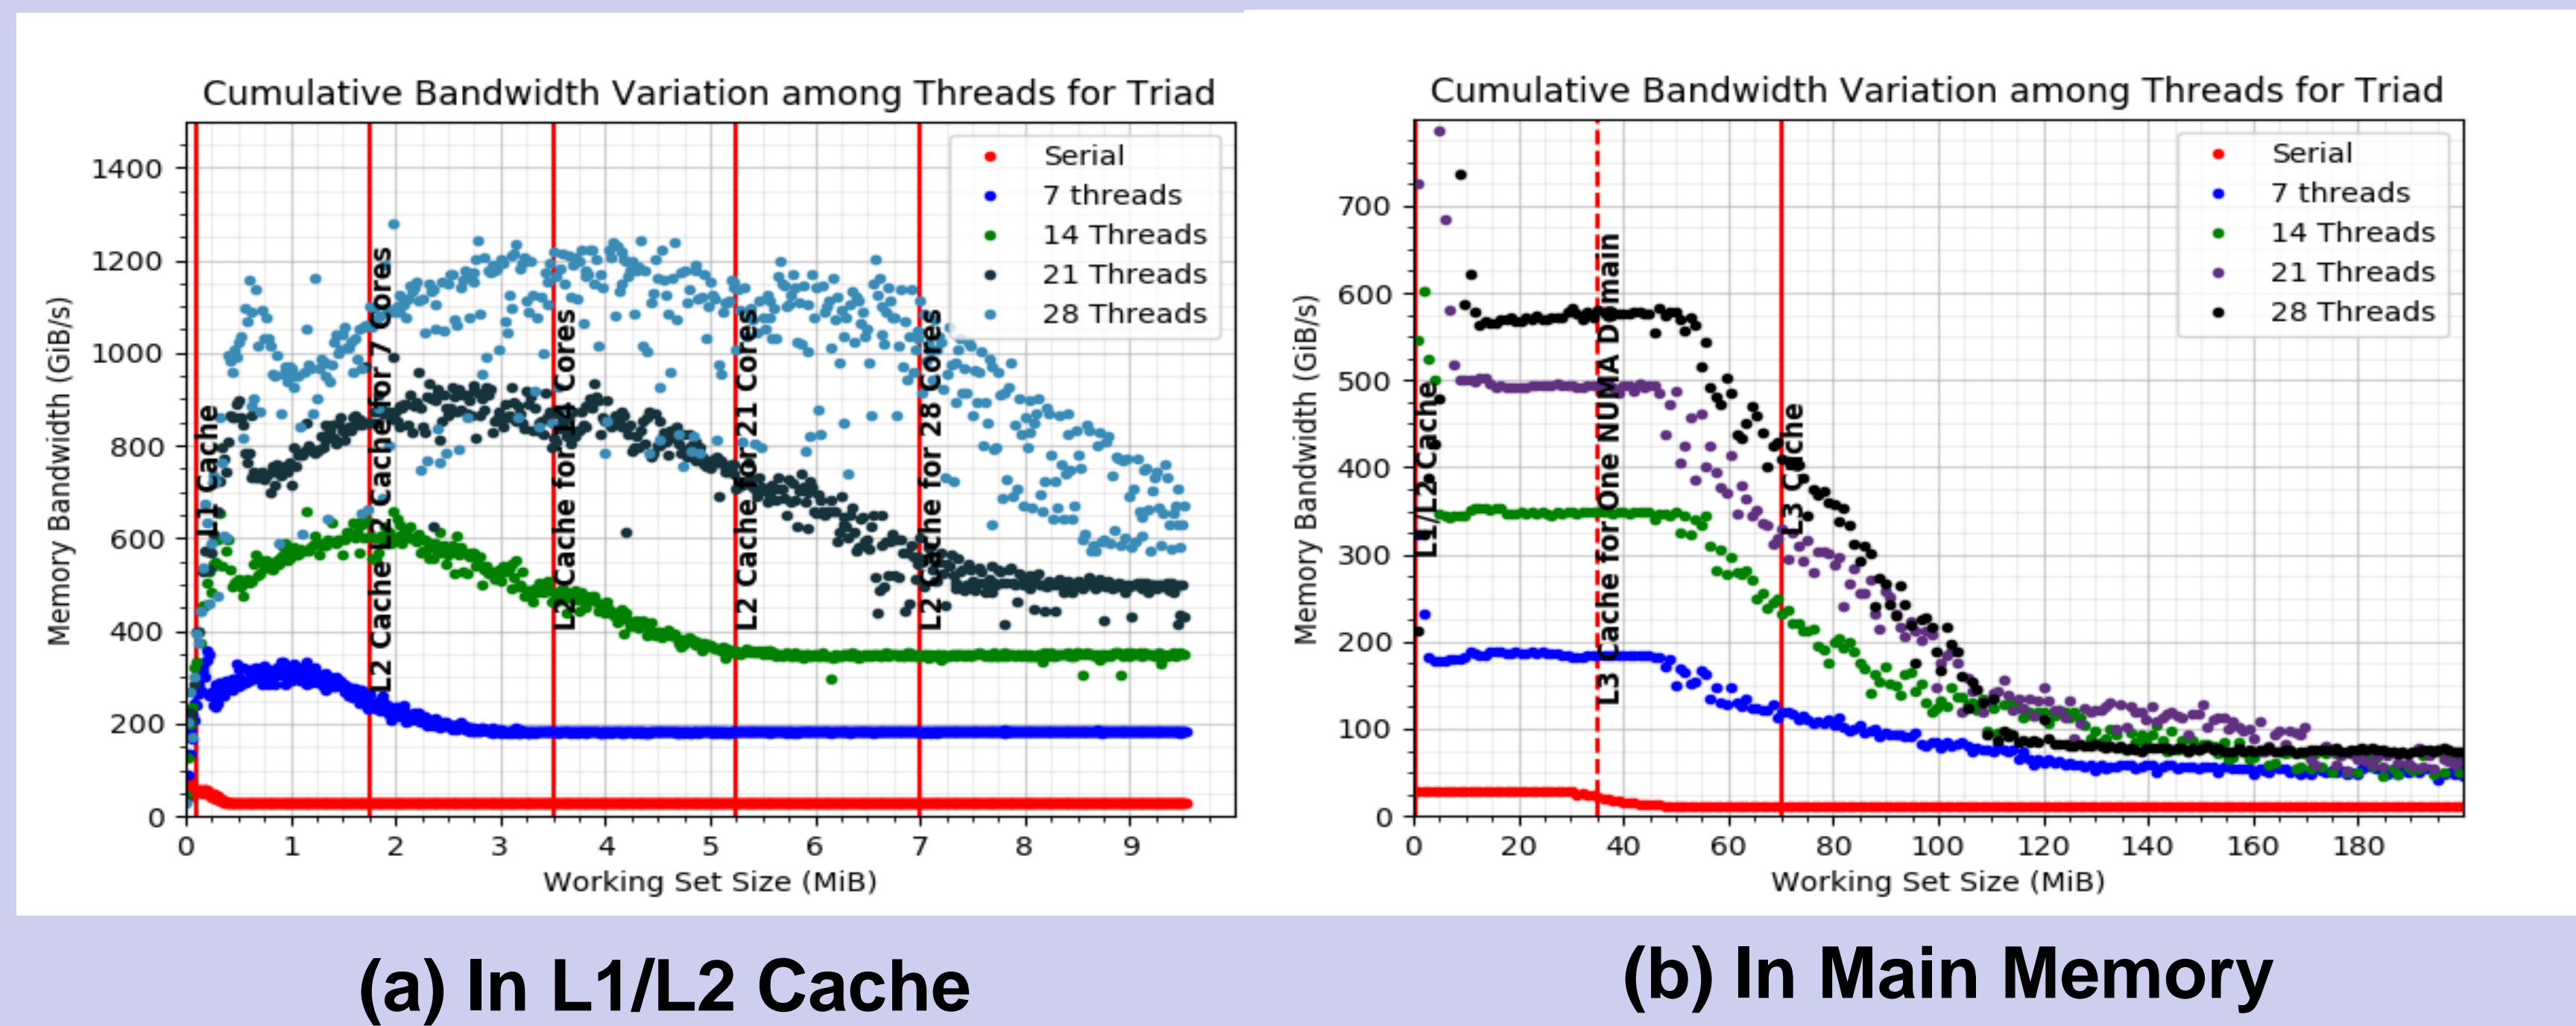 Cumulative Bandwidth Variation among Threads for Triad
Memory Bandwidth (GiB/s)
1400
1200
1000
800
600
400
200
0
0 1 2 3 4 5 6 7 8 9
Working Set Size (MiB)
L1 Cache
L2 Cache
L2 Cache for 7 Cores
L2 Cache for 14 Cores
L2 Cache for 21 Cores
L2 Cache for 28 Cores
Serial
7 threads
14 Threads
21 Threads
28 Threads
(a) In L1/L2 Cache
Cumulative Bandwidth Variation among Threads for Triad
Memory Bandwidth (GiB/s)
700
600
500
400
300
200
100
0
0 20 40 60 80 100 120 140 160 180
Working Set Size (MiB)
L1/L2 Cache
L3 Cache for One NUMA Dmain
L3 Cache
Serial
7 threads
14 Threads
21 Threads
28 Threads
(b) In Main Memory